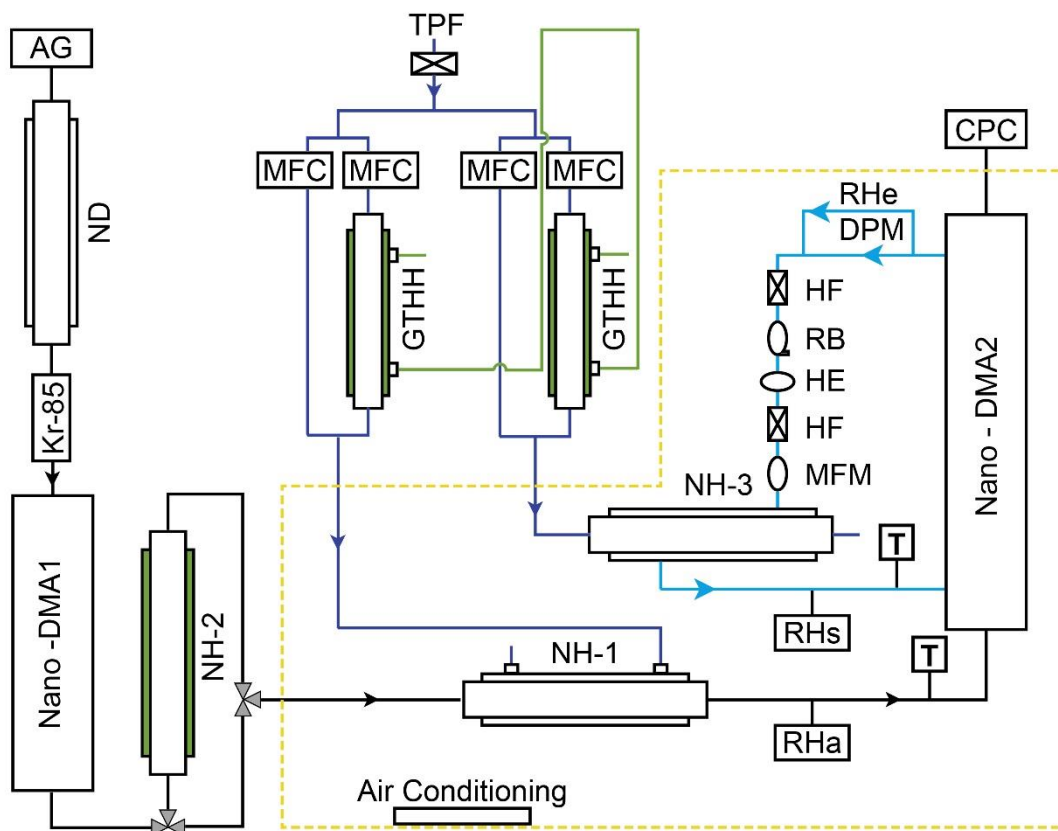 TPF
AG
MFC
MFC
MFC
MFC
CPC
ND
GTHH
GTHH
RHe
DPM
HF
RB
HE
HF
MFM
Kr-85
Nano - DMA2
NH-3
T
Nano -DMA1
NH-2
RHs
NH-1
T
RHa
Air Conditioning